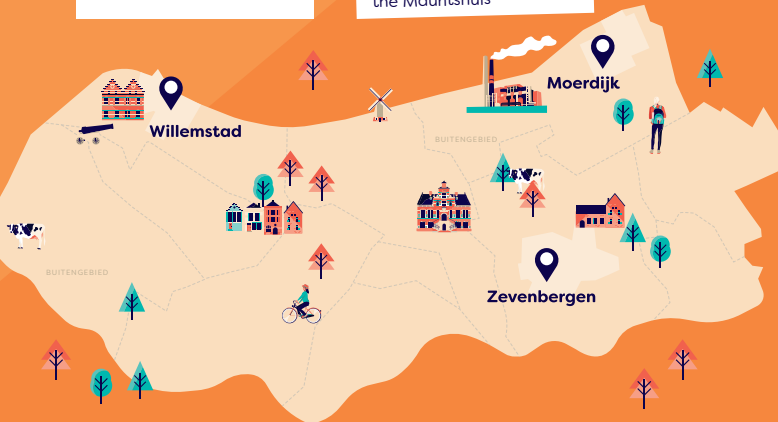 the Mauritshuis
Moerdijk
Willemstad
BUITENGEBIED
BUITENGEBIED
Zevenbergen